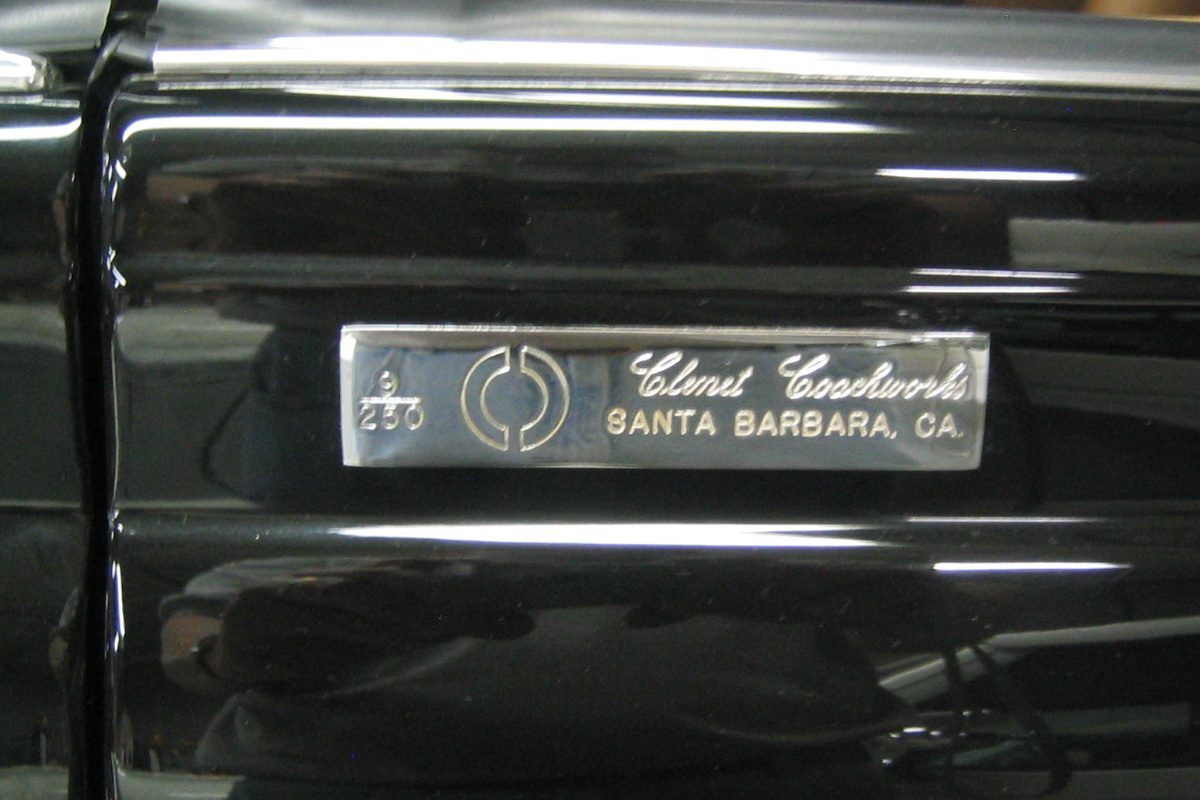 9
250
Clenet Coachworks
SANTA BARBARA, CA.